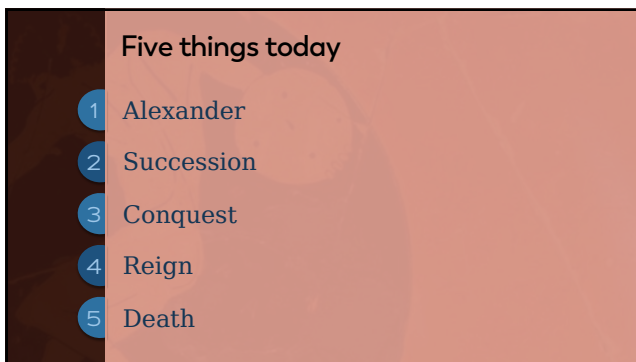 Five things today
1 Alexander
2 Succession
3 Conquest
4 Reign
5 Death